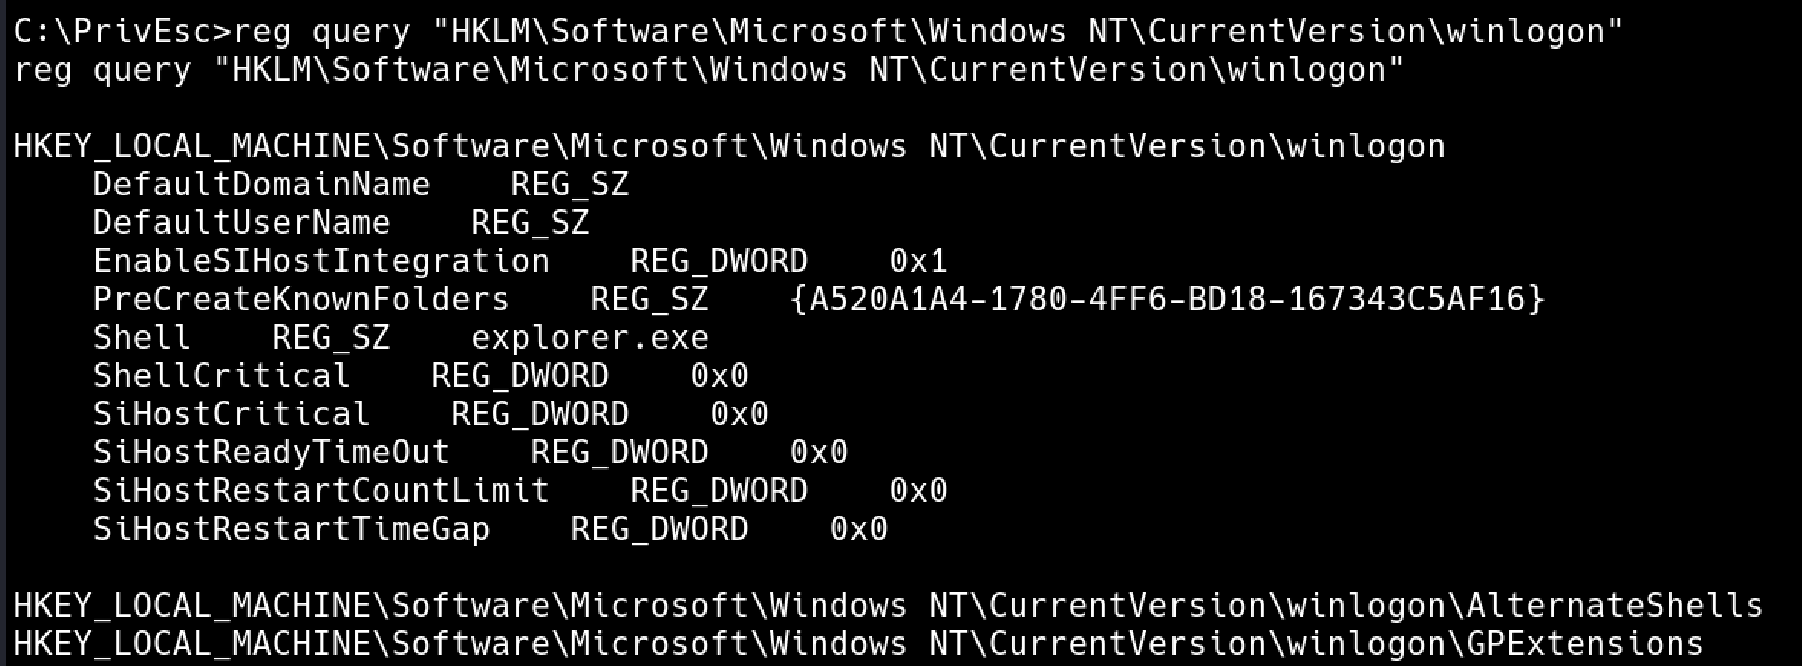 C:\PrivEsc>reg query "HKLM\Software\Microsoft\Windows NT\CurrentVersion\winlogon"
reg query "HKLM\Software\Microsoft\Windows NT\CurrentVersion\winlogon"

HKEY_LOCAL_MACHINE\Software\Microsoft\Windows NT\CurrentVersion\winlogon
    DefaultDomainName    REG_SZ
    DefaultUserName    REG_SZ
    EnableSIHostIntegration    REG_DWORD    0x1
    PreCreateKnownFolders    REG_SZ    {A520A1A4-1780-4FF6-BD18-167343C5AF16}
    Shell    REG_SZ    explorer.exe
    ShellCritical    REG_DWORD    0x0
    SiHostCritical    REG_DWORD    0x0
    SiHostReadyTimeOut    REG_DWORD    0x0
    SiHostRestartCountLimit    REG_DWORD    0x0
    SiHostRestartTimeGap    REG_DWORD    0x0

HKEY_LOCAL_MACHINE\Software\Microsoft\Windows NT\CurrentVersion\winlogon\AlternateShells
HKEY_LOCAL_MACHINE\Software\Microsoft\Windows NT\CurrentVersion\winlogon\GPExtensions